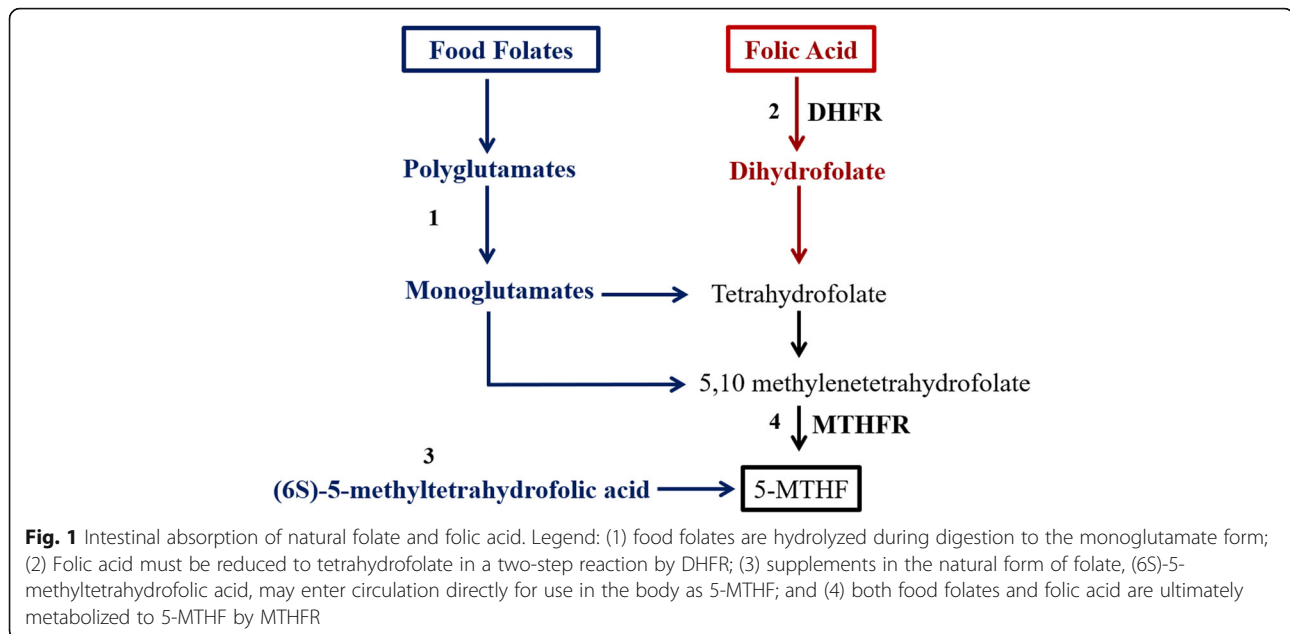 Food Folates
Folic Acid
2 DHFR
Polyglutamates
Dihydrofolate
1
Monoglutamates
Tetrahydrofolate
5,10 methylenetetrahydrofolate
4 MTHFR
3
(6S)-5-methyltetrahydrofolic acid
5-MTHF
Fig. 1 Intestinal absorption of natural folate and folic acid. Legend: (1) food folates are hydrolyzed during digestion to the monoglutamate form;
(2) Folic acid must be reduced to tetrahydrofolate in a two-step reaction by DHFR; (3) supplements in the natural form of folate, (6S)-5-
methyltetrahydrofolic acid, may enter circulation directly for use in the body as 5-MTHF; and (4) both food folates and folic acid are ultimately
metabolized to 5-MTHF by MTHFR